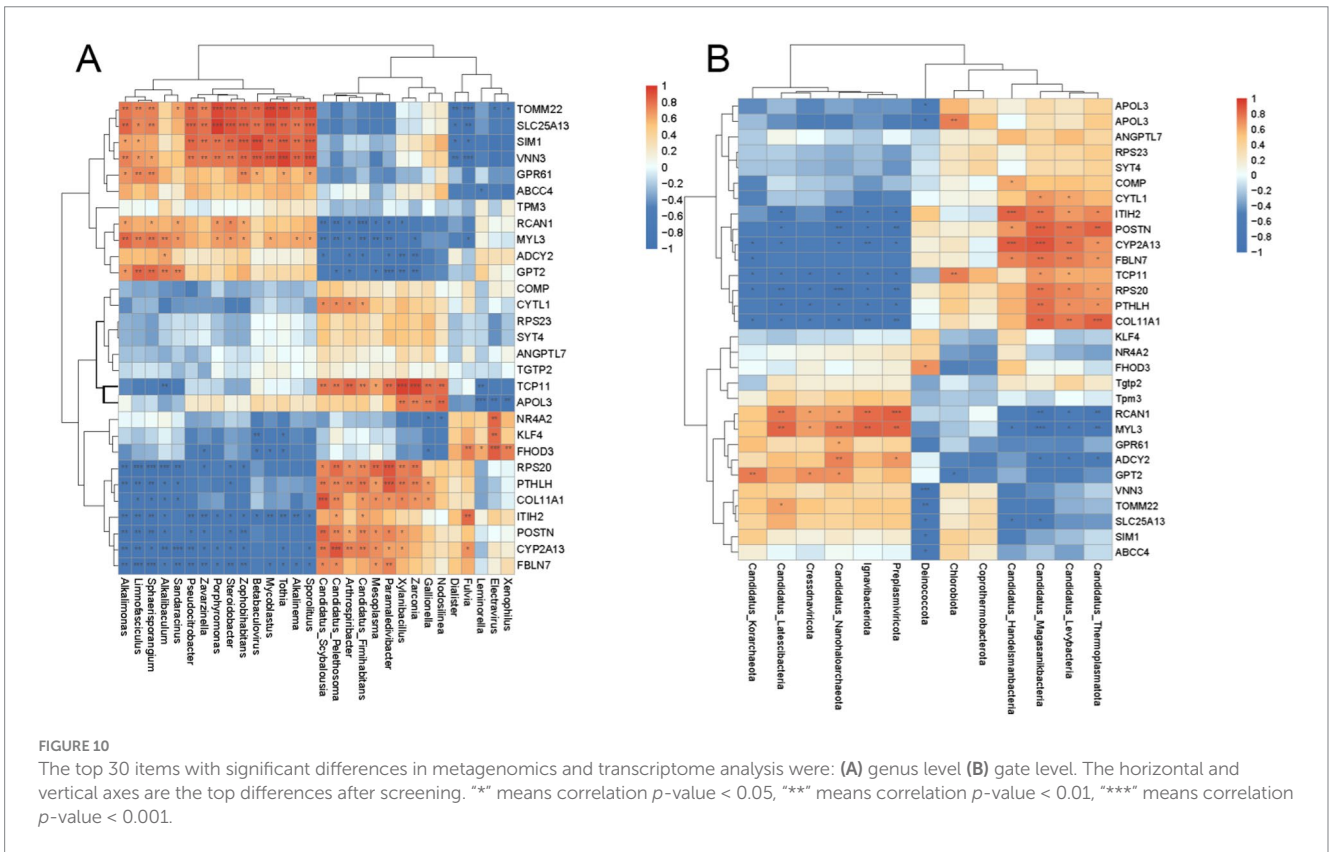 A
B
1
0.8
0.6
0.4
0.2
0
−0.2
−0.4
−0.6
−0.8
−1
TOMM22
SLC25A13
SIM1
VNN3
GPR61
ABCC4
TPM3
RCAN1
MYL3
ADCY2
GPT2
COMP
CYTL1
RPS23
SYT4
ANGPTL7
TGTP2
TCP11
APOL3
NR4A2
KLF4
FHOD3
RPS20
PTHLH
COL11A1
ITIH2
POSTN
CYP2A13
FBLN7
Alkalimonas
Limnofasciculus
Sphaerisporangium
Alkalibaculum
Sandaracinus
Pseudocitrobacter
Zavarzinella
Porphyromonas
Steroidobacter
Zophobihabitans
Betabaculovirus
Mycoblastus
Tothia
Alkalinema
Sporolituus
Candidatus_Scybalousia
Candidatus_Pelethosoma
Arthrospiribacter
Candidatus_Fimihabitans
Mesoplasma
Paramaledivibacter
Xylanibacillus
Zarconia
Gallionella
Nodosilinea
Dialister
Fulvia
Leminorella
Electravirus
Xenophilus
APOL3
APOL3
ANGPTL7
RPS23
SYT4
COMP
CYTL1
ITIH2
POSTN
CYP2A13
FBLN7
TCP11
RPS20
PTHLH
COL11A1
KLF4
NR4A2
FHOD3
Tgtp2
Tpm3
RCAN1
MYL3
GPR61
ADCY2
GPT2
VNN3
TOMM22
SLC25A13
SIM1
ABCC4
1
0.8
0.6
0.4
0.2
0
−0.2
−0.4
−0.6
−0.8
−1
Candidatus_Korarchaeota
Candidatus_Latescibacteria
Cressdnaviricota
Candidatus_Nanohaloarchaeota
Ignavibacteriota
Preplasmiviricota
Deinococcota
Chlorobiota
Coprothermobacterota
Candidatus_Handelsmanbacteria
Candidatus_Magasanikbacteria
Candidatus_Levybacteria
Candidatus_Thermoplasmatota
FIGURE 10
The top 30 items with significant differences in metagenomics and transcriptome analysis were: (A) genus level (B) gate level. The horizontal and
vertical axes are the top differences after screening. "*" means correlation p-value < 0.05, "**" means correlation p-value < 0.01, "***" means correlation
p-value < 0.001.